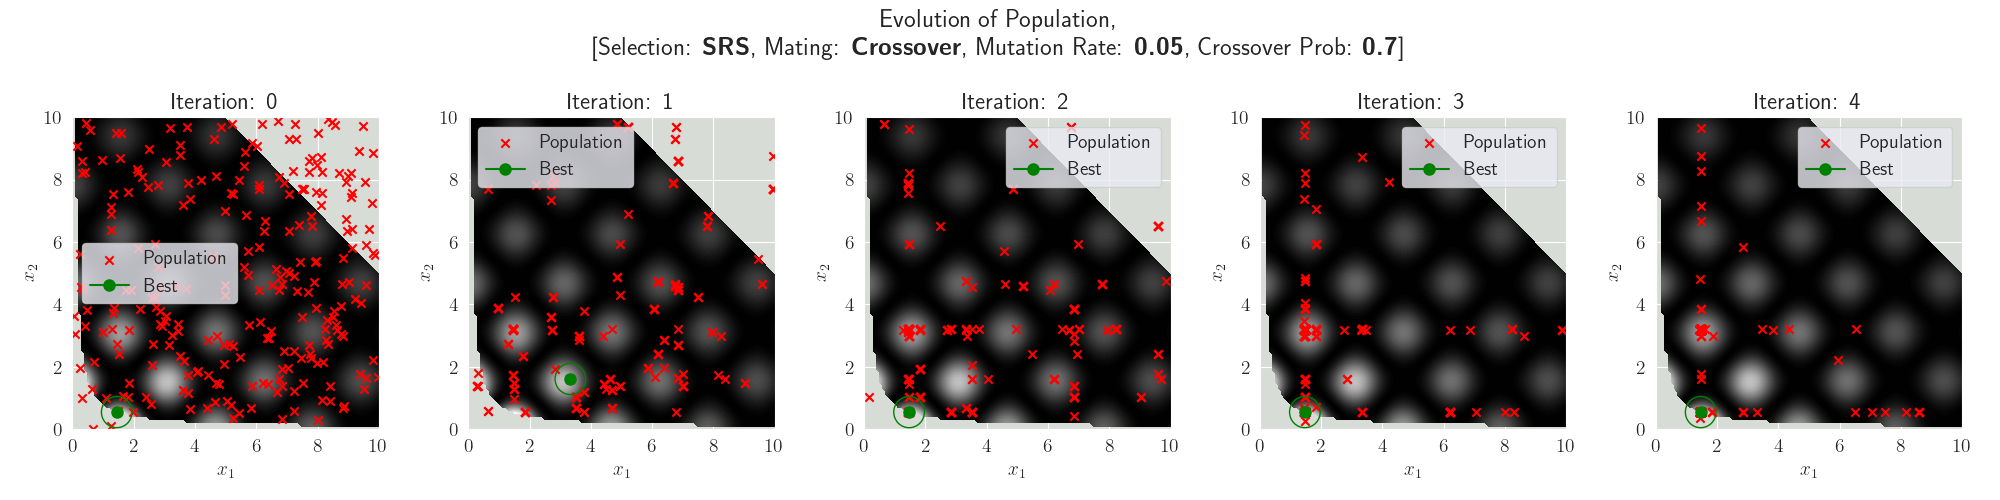 Evolution of Population,
[Selection: SRS, Mating: Crossover, Mutation Rate: 0.05, Crossover Prob: 0.7]
Iteration: 0
10
8
6
4
2
0
x2
Population
Best
0 2 4 6 8 10
x1
Iteration: 1
10
8
6
4
2
0
x2
Population
Best
0 2 4 6 8 10
x1
Iteration: 2
10
8
6
4
2
0
x2
Population
Best
0 2 4 6 8 10
x1
Iteration: 3
10
8
6
4
2
0
x2
Population
Best
0 2 4 6 8 10
x1
Iteration: 4
10
8
6
4
2
0
x2
Population
Best
0 2 4 6 8 10
x1